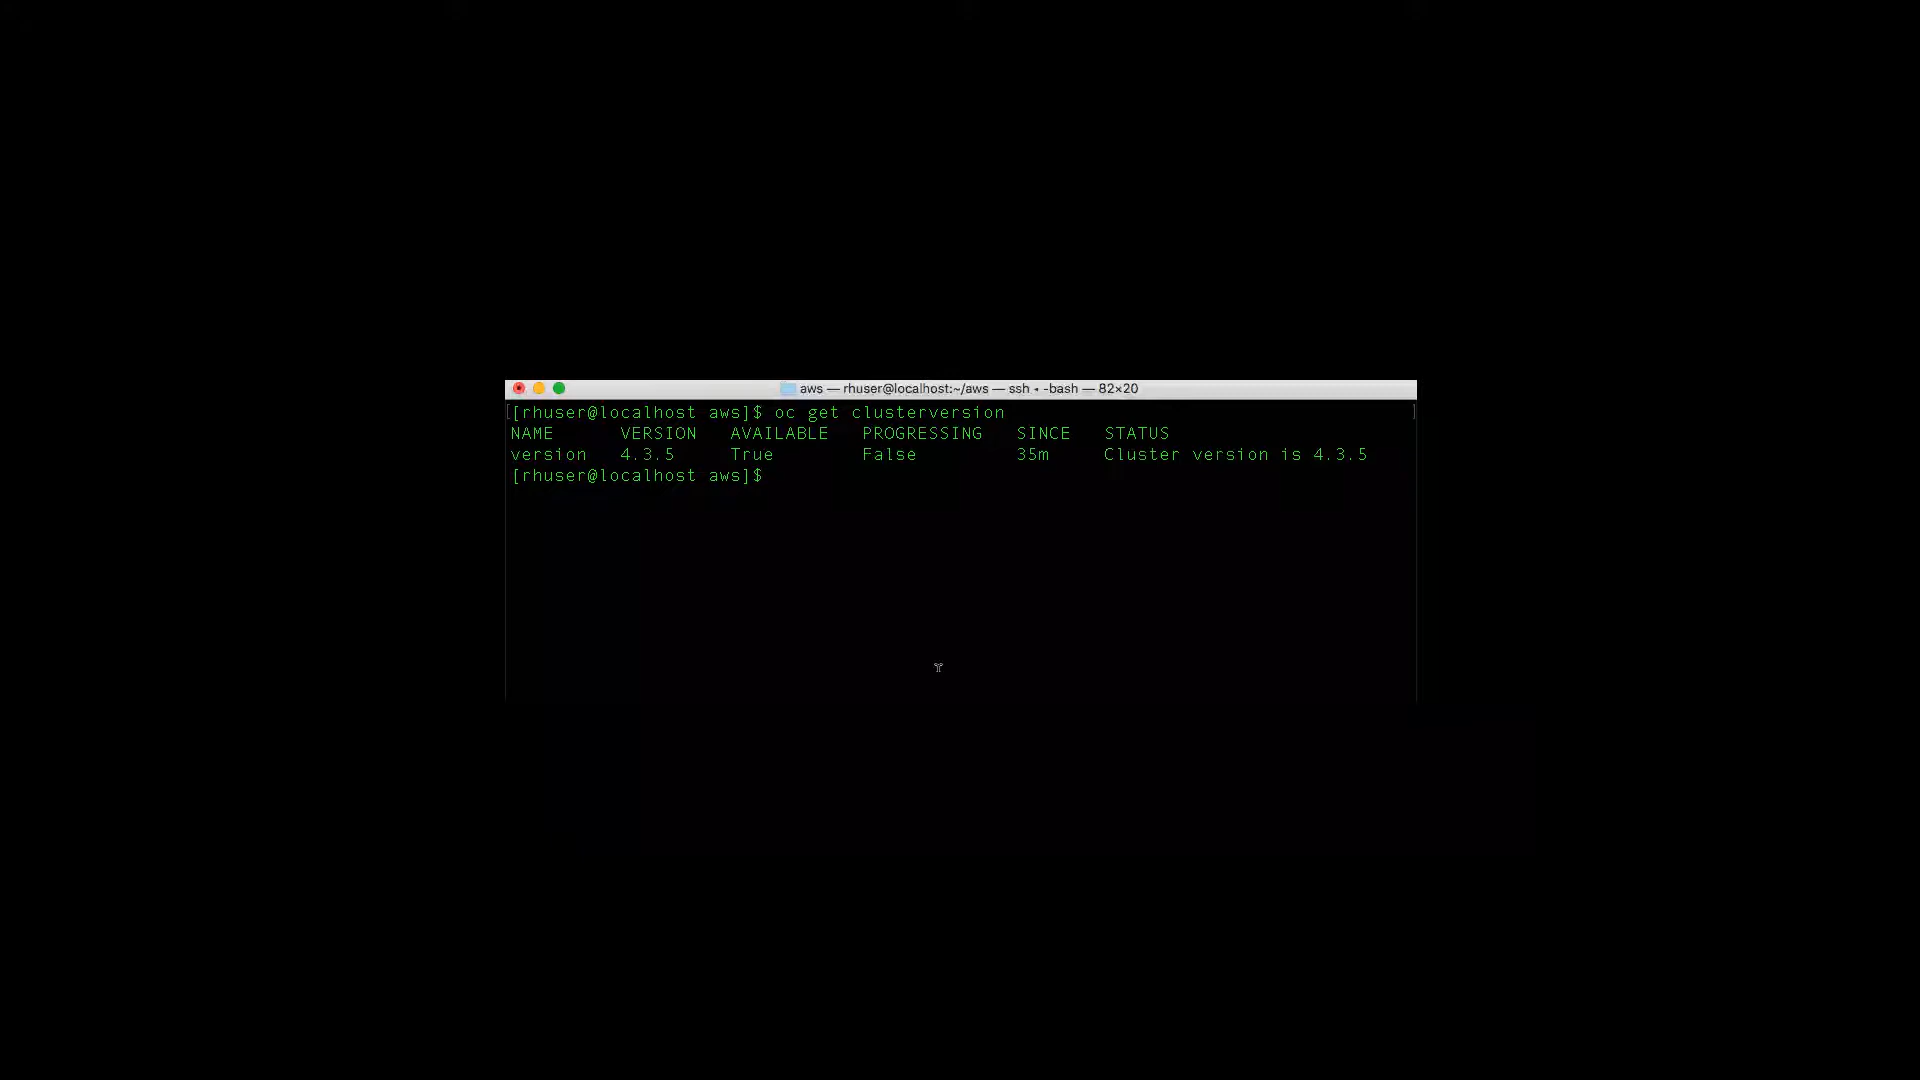 aws — rhuser@localhost:~/aws — ssh ◂ -bash — 82×20
[[rhuser@localhost aws]$ oc get clusterversion ]
NAME      VERSION   AVAILABLE   PROGRESSING   SINCE   STATUS
version   4.3.5     True        False         35m     Cluster version is 4.3.5
[rhuser@localhost aws]$